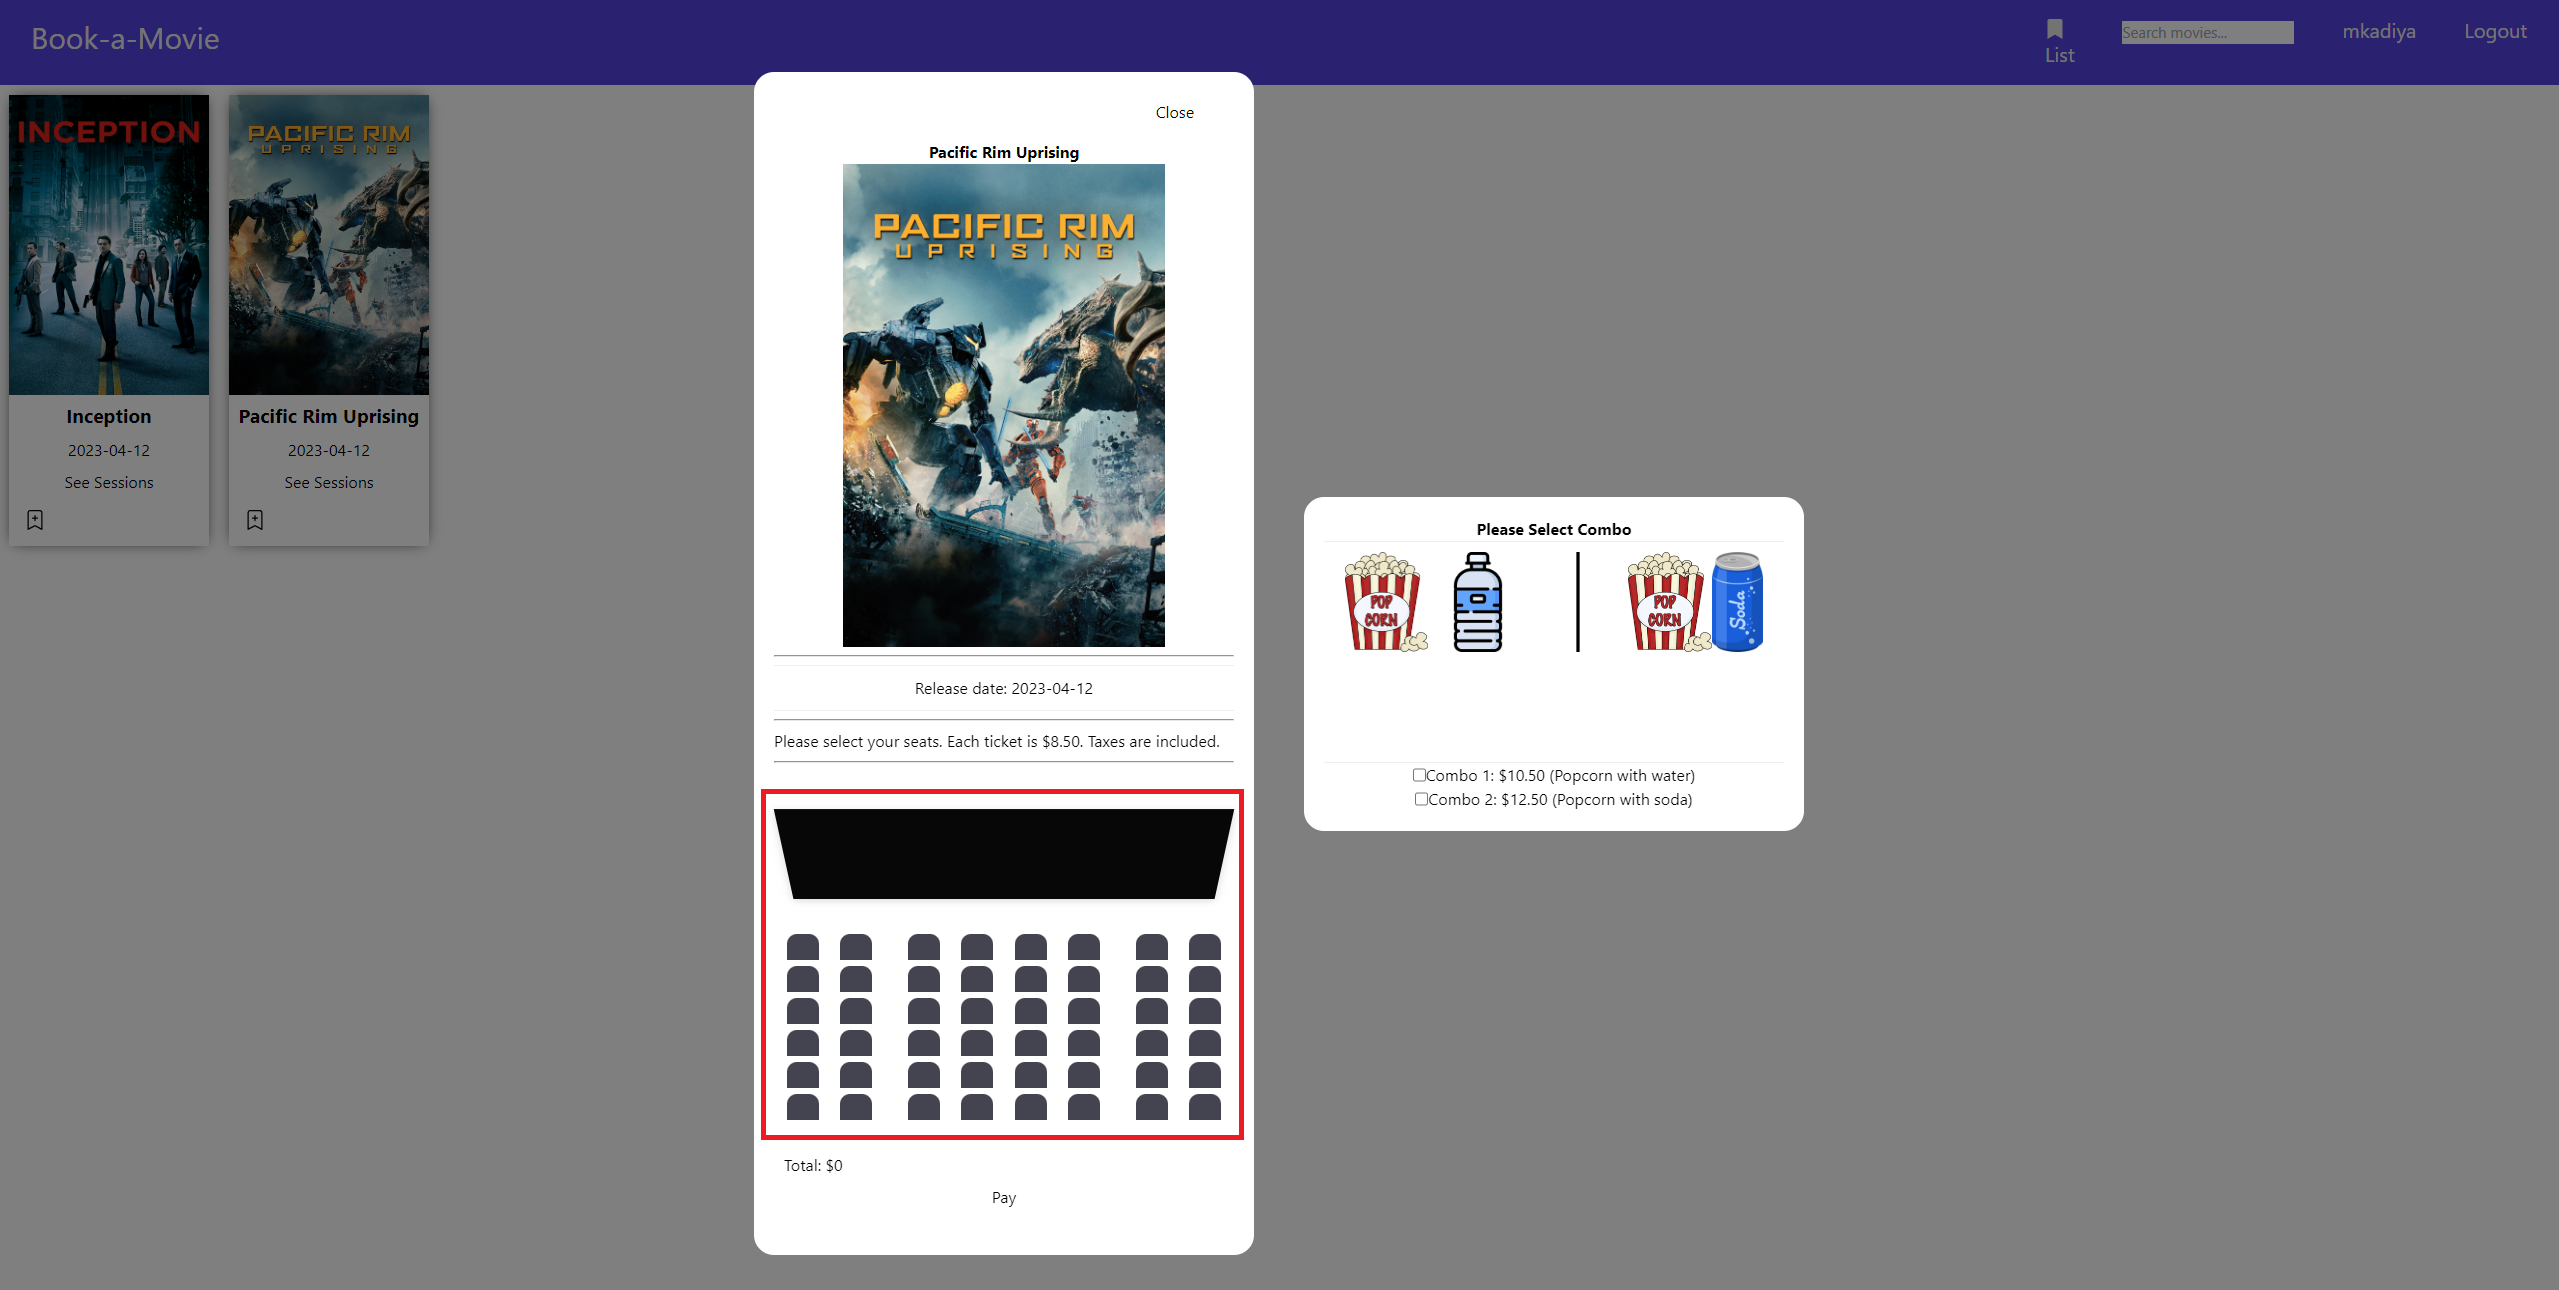 Book-a-Movie
List
Search movies...
mkadiya
Logout
INCEPTION
Inception
2023-04-12
See Sessions
PACIFIC RIM
UPRISING
Pacific Rim Uprising
2023-04-12
See Sessions
Close
Pacific Rim Uprising
PACIFIC RIM
UPRISING
Release date: 2023-04-12
Please select your seats. Each ticket is $8.50. Taxes are included.
Total: $0
Pay
Please Select Combo
POP
CORN
POP
CORN
Soda
Combo 1: $10.50 (Popcorn with water)
Combo 2: $12.50 (Popcorn with soda)